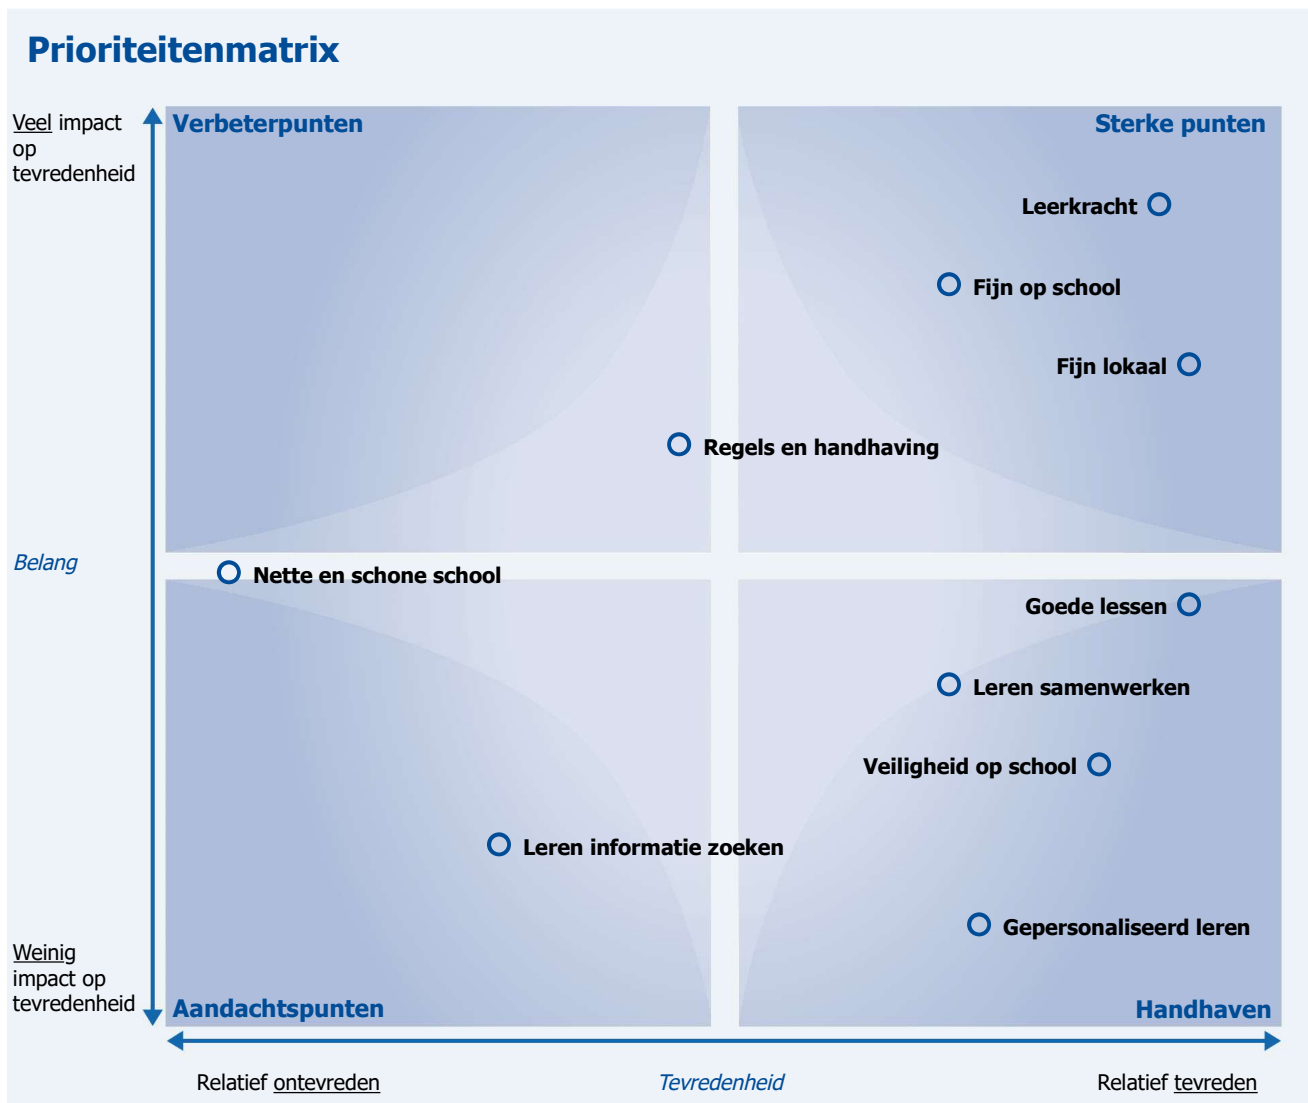 Prioriteitenmatrix
Veel impact
op
tevredenheid
Verbeterpunten
Sterke punten
Leerkracht
Fijn op school
Fijn lokaal
Regels en handhaving
Belang
Nette en schone school
Goede lessen
Leren samenwerken
Veiligheid op school
Leren informatie zoeken
Gepersonaliseerd leren
Weinig
impact op
tevredenheid
Aandachtspunten
Handhaven
Relatief ontevreden
Tevredenheid
Relatief tevreden